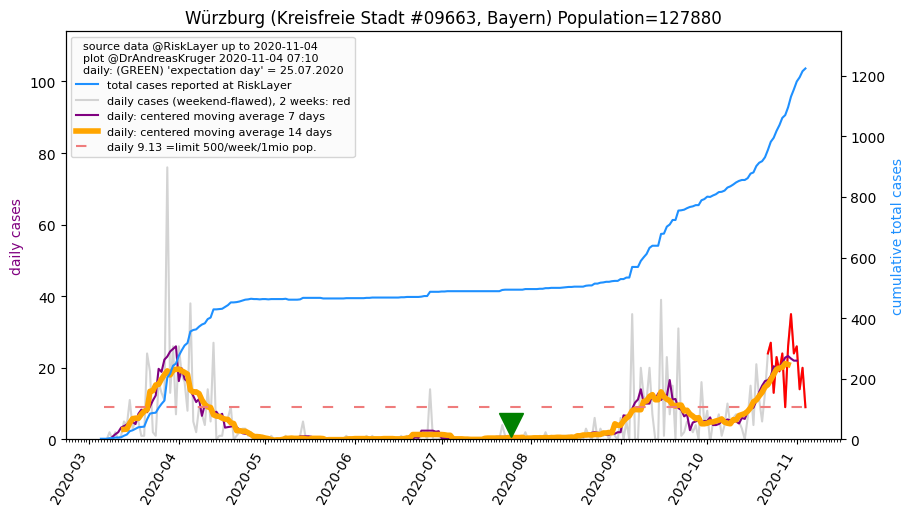 Würzburg (Kreisfreie Stadt #09663, Bayern) Population=127880
source data @RiskLayer up to 2020-11-04
plot @DrAndreasKruger 2020-11-04 07:10
daily: (GREEN) 'expectation day' = 25.07.2020
total cases reported at RiskLayer
daily cases (weekend-flawed), 2 weeks: red
daily: centered moving average 7 days
daily: centered moving average 14 days
daily 9.13 =limit 500/week/1mio pop.
daily cases
100
80
60
40
20
0
cumulative total cases
1200
1000
800
600
400
200
0
2020-03
2020-04
2020-05
2020-06
2020-07
2020-08
2020-09
2020-10
2020-11